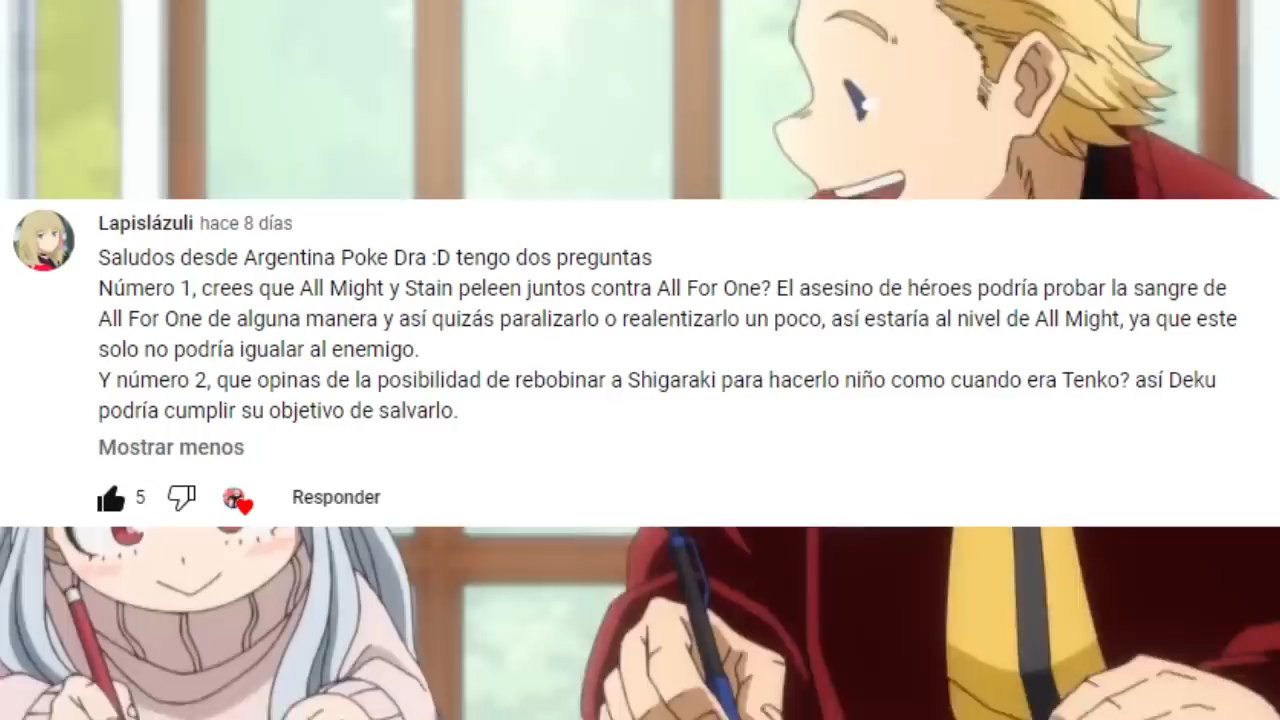 Lapislázuli hace 8 días
Saludos desde Argentina Poke Dra :D tengo dos preguntas
Número 1, crees que All Might y Stain peleen juntos contra All For One? El asesino de héroes podría probar la sangre de
All For One de alguna manera y así quizás paralizarlo o realentizarlo un poco, así estaría al nivel de All Might, ya que este
solo no podría igualar al enemigo.
Y número 2, que opinas de la posibilidad de rebobinar a Shigaraki para hacerlo niño como cuando era Tenko? así Deku
podría cumplir su objetivo de salvarlo.
Mostrar menos
5 Responder